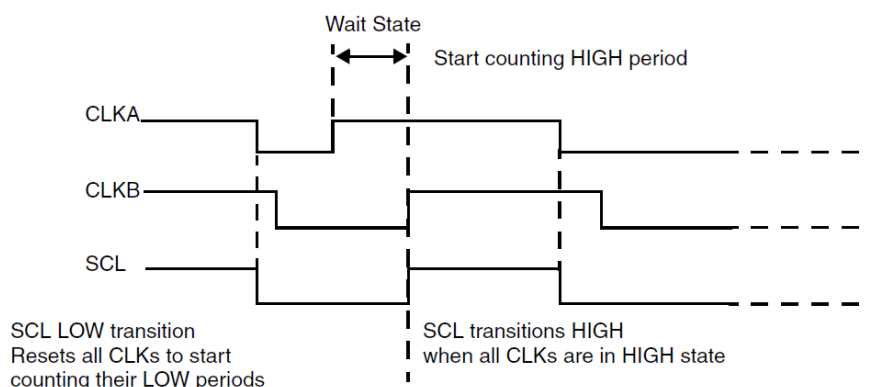 Wait State
Start counting HIGH period
CLKA
CLKB
SCL
SCL LOW transition
Resets all CLKs to start
counting their LOW periods
SCL transitions HIGH
when all CLKs are in HIGH state